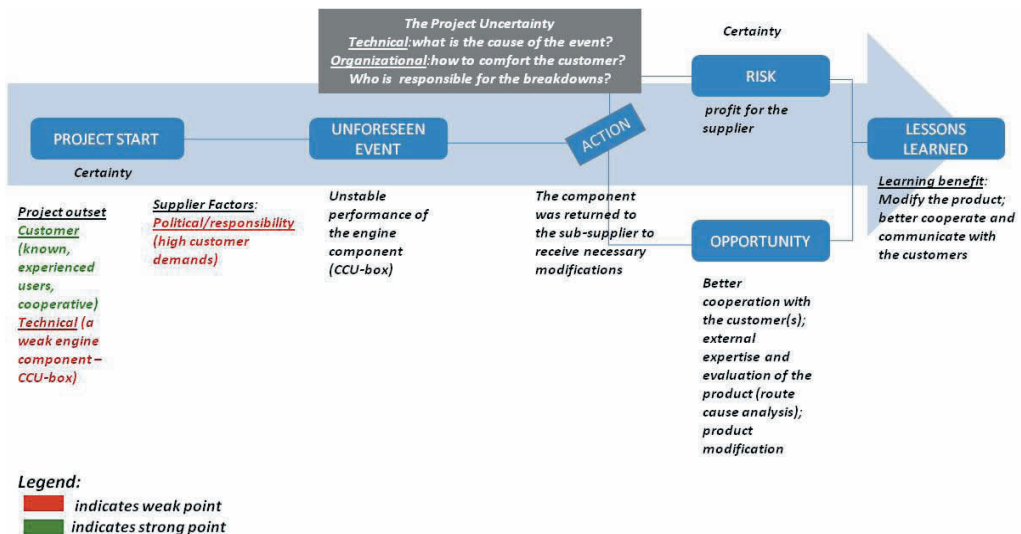 The Project Uncertainty
Technical:what is the cause of the event?
Organizational:how to comfort the customer?
Who is responsible for the breakdowns?
Certainty
RISK
profit for the
supplier
PROJECT START
Certainty
UNFORESEEN
EVENT
ACTION
LESSONS
LEARNED
Project outset
Customer
(known,
experienced
users,
cooperative)
Technical (a
weak engine
component –
CCU-box)
Supplier Factors:
Political/responsibility
(high customer
demands)
Unstable
performance of
the engine
component
(CCU-box)
The component
was returned to
the sub-supplier to
receive necessary
modifications
OPPORTUNITY
Better
cooperation with
the customer(s);
external
expertise and
evaluation of the
product (route
cause analysis);
product
modification
Learning benefit:
Modify the product;
better cooperate and
communicate with
the customers
Legend:
indicates weak point
indicates strong point